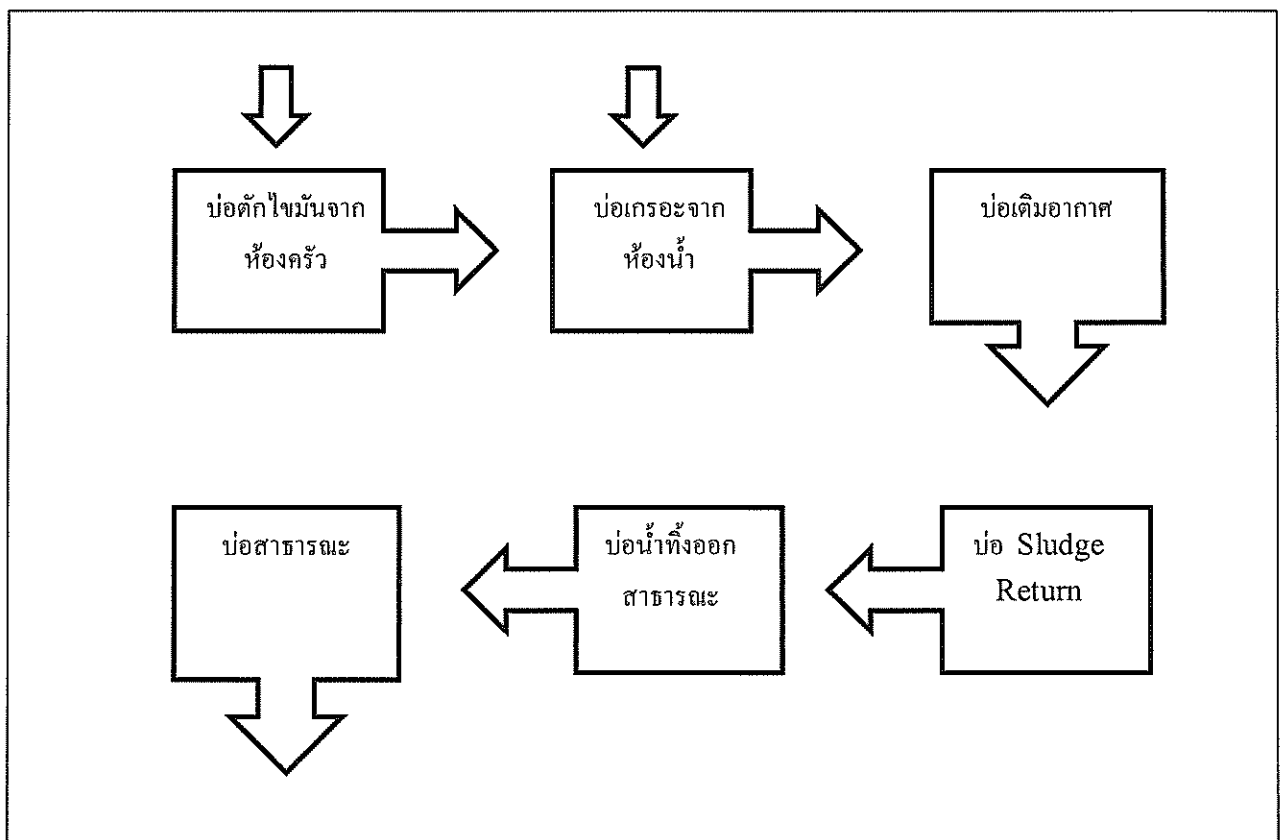 บ่อดักไขมันจาก
ห้องครัว
บ่อเกรอะจาก
ห้องน้ำ
บ่อเติมอากาศ
บ่อสาธารณะ
บ่อน้ำทิ้งออก
สาธารณะ
บ่อ Sludge
Return